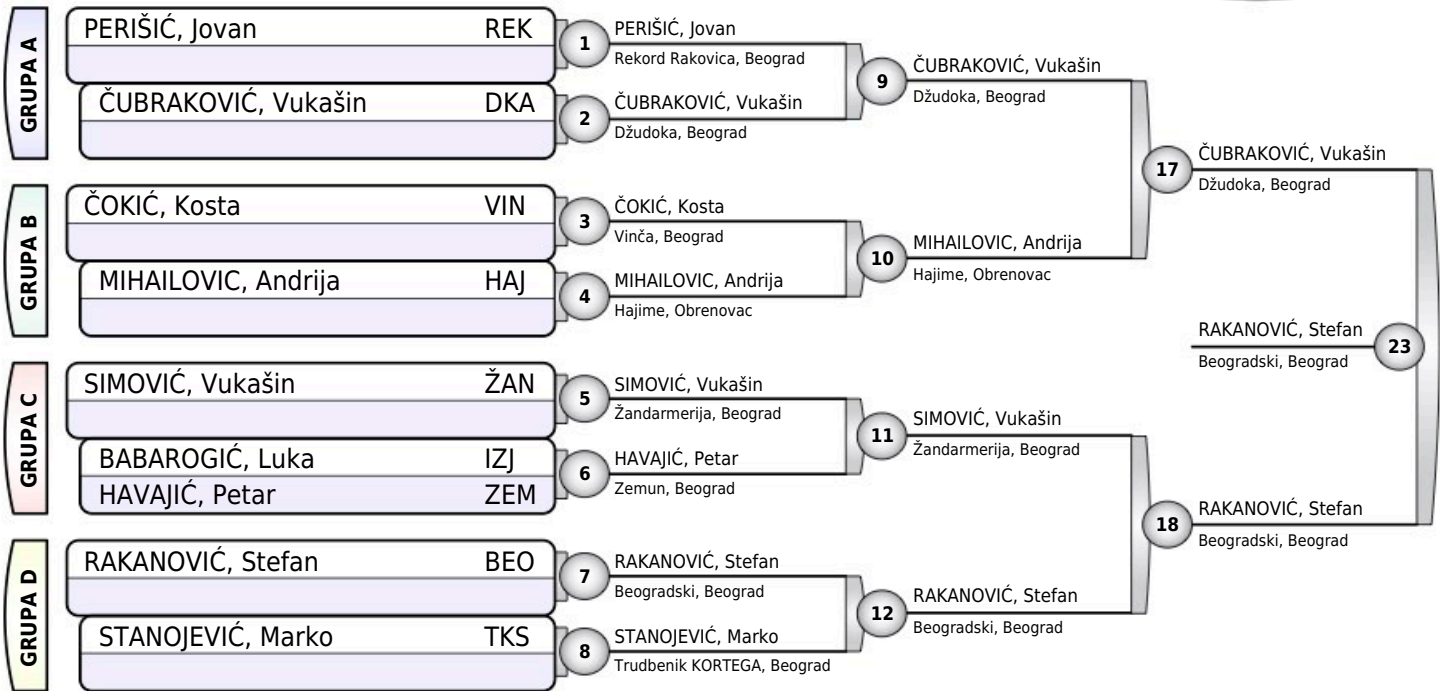 GRUPA A
PERIŠIĆ, Jovan REK
ČUBRAKOVIĆ, Vukašin DKA
1
PERIŠIĆ, Jovan
Rekord Rakovica, Beograd
2
ČUBRAKOVIĆ, Vukašin
Džudoka, Beograd
9
ČUBRAKOVIĆ, Vukašin
Džudoka, Beograd
GRUPA B
ČOKIĆ, Kosta VIN
MIHAILOVIC, Andrija HAJ
3
ČOKIĆ, Kosta
Vinča, Beograd
4
MIHAILOVIC, Andrija
Hajime, Obrenovac
10
MIHAILOVIC, Andrija
Hajime, Obrenovac
17
ČUBRAKOVIĆ, Vukašin
Džudoka, Beograd
GRUPA C
SIMOVIĆ, Vukašin ŽAN
BABAROGIĆ, Luka IZJ
HAVAJIĆ, Petar ZEM
5
SIMOVIĆ, Vukašin
Žandarmerija, Beograd
6
HAVAJIĆ, Petar
Zemun, Beograd
11
SIMOVIĆ, Vukašin
Žandarmerija, Beograd
GRUPA D
RAKANOVIĆ, Stefan BEO
STANOJEVIĆ, Marko TKS
7
RAKANOVIĆ, Stefan
Beogradski, Beograd
8
STANOJEVIĆ, Marko
Trudbenik KORTEGA, Beograd
12
RAKANOVIĆ, Stefan
Beogradski, Beograd
18
RAKANOVIĆ, Stefan
Beogradski, Beograd
RAKANOVIĆ, Stefan
Beogradski, Beograd
23